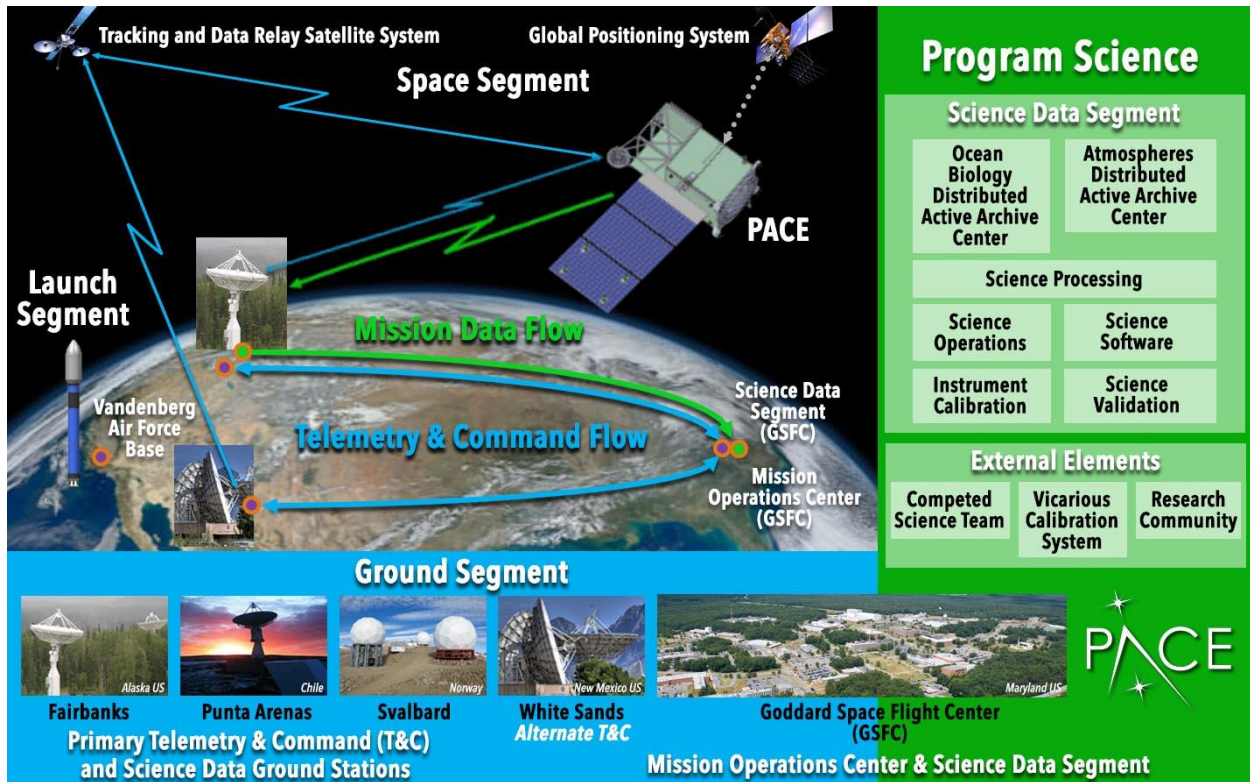 Tracking and Data Relay Satellite System
Global Positioning System
Space Segment
PACE
Launch
Segment
Mission Data Flow
Vandenberg
Air Force
Base
Telemetry & Command Flow
Science Data
Segment
(GSFC)
Mission
Operations Center
(GSFC)
Program Science
Science Data Segment
Ocean
Biology
Distributed
Active Archive
Center
Atmospheres
Distributed
Active Archive
Center
Science Processing
Science
Operations
Science
Software
Instrument
Calibration
Science
Validation
External Elements
Competed
Science Team
Vicarious
Calibration
System
Research
Community
Ground Segment
Alaska US
Chile
Norway
New Mexico US
Maryland US
Fairbanks
Punta Arenas
Svalbard
White Sands
Alternate T&C
Goddard Space Flight Center
(GSFC)
Primary Telemetry & Command (T&C)
and Science Data Ground Stations
Mission Operations Center & Science Data Segment
PACE